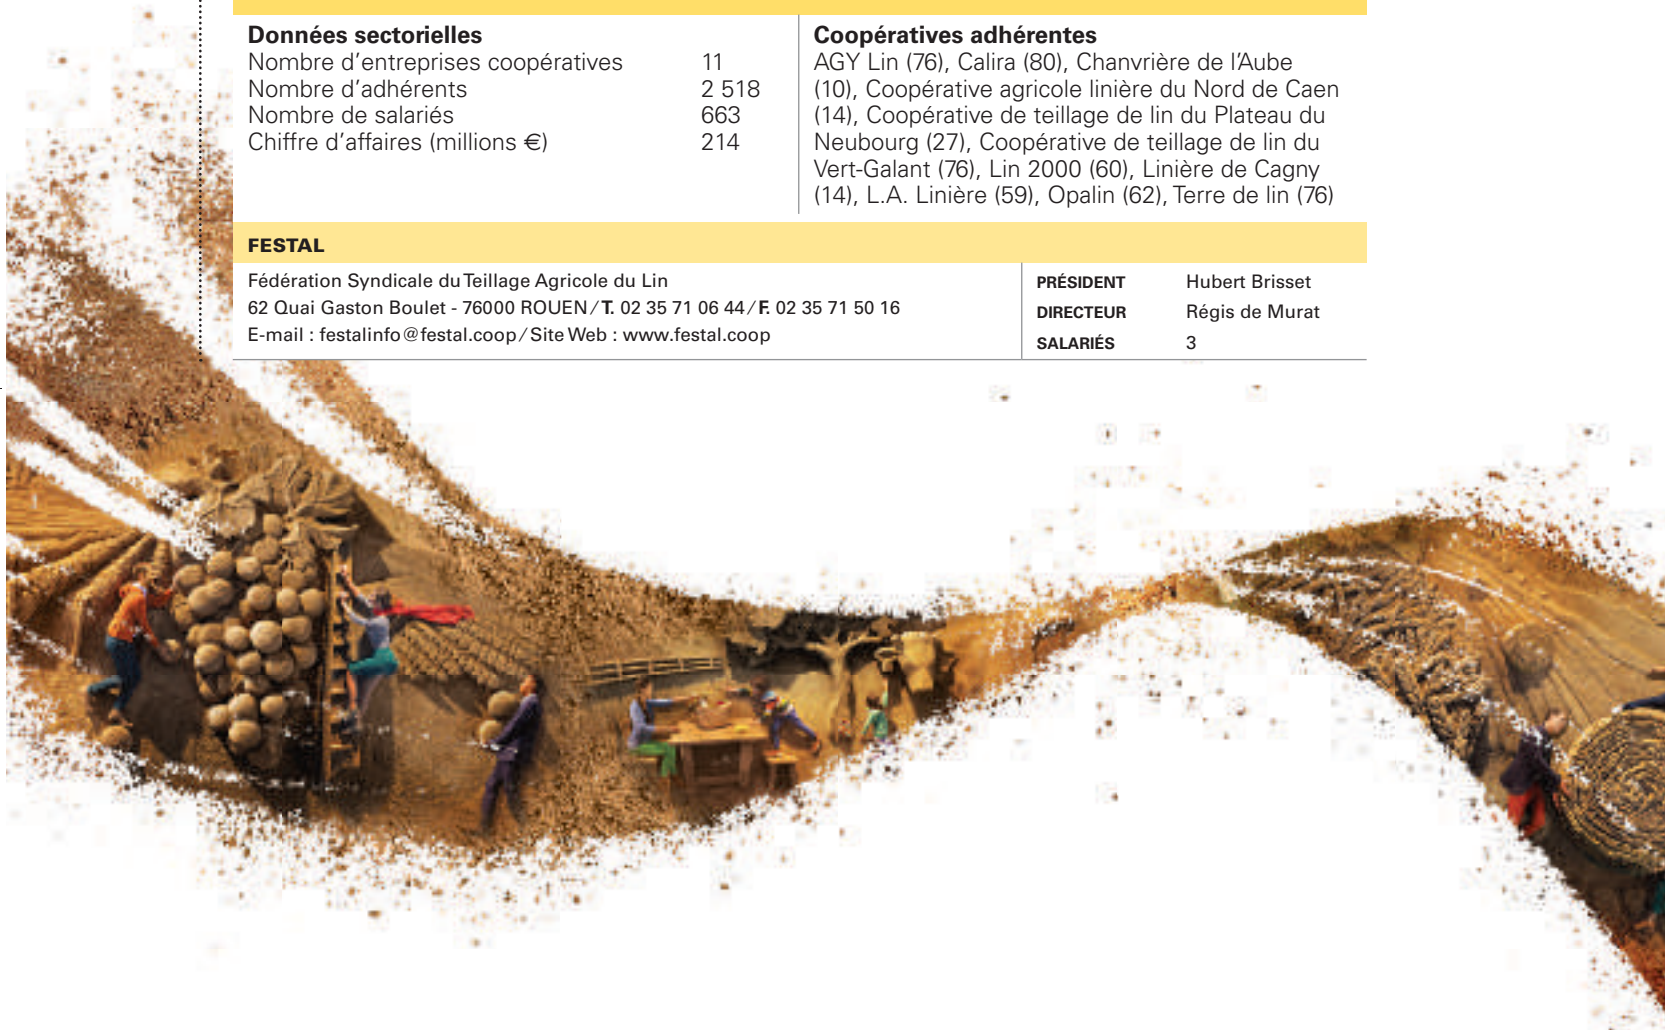 Données sectorielles
Nombre d’entreprises coopératives 11
Nombre d’adhérents 2 518
Nombre de salariés 663
Chiffre d’affaires (millions €) 214
Coopératives adhérentes
AGY Lin (76), Calira (80), Chanvrière de l’Aube
(10), Coopérative agricole linière du Nord de Caen
(14), Coopérative de teillage de lin du Plateau du
Neubourg (27), Coopérative de teillage de lin du
Vert-Galant (76), Lin 2000 (60), Linière de Cagny
(14), L.A. Linière (59), Opalin (62), Terre de lin (76)
FESTAL
Fédération Syndicale du Teillage Agricole du Lin
62 Quai Gaston Boulet - 76000 ROUEN / T. 02 35 71 06 44 / F. 02 35 71 50 16
E-mail : festalinfo@festal.coop / Site Web : www.festal.coop
PRÉSIDENT Hubert Brisset
DIRECTEUR Régis de Murat
SALARIÉS 3